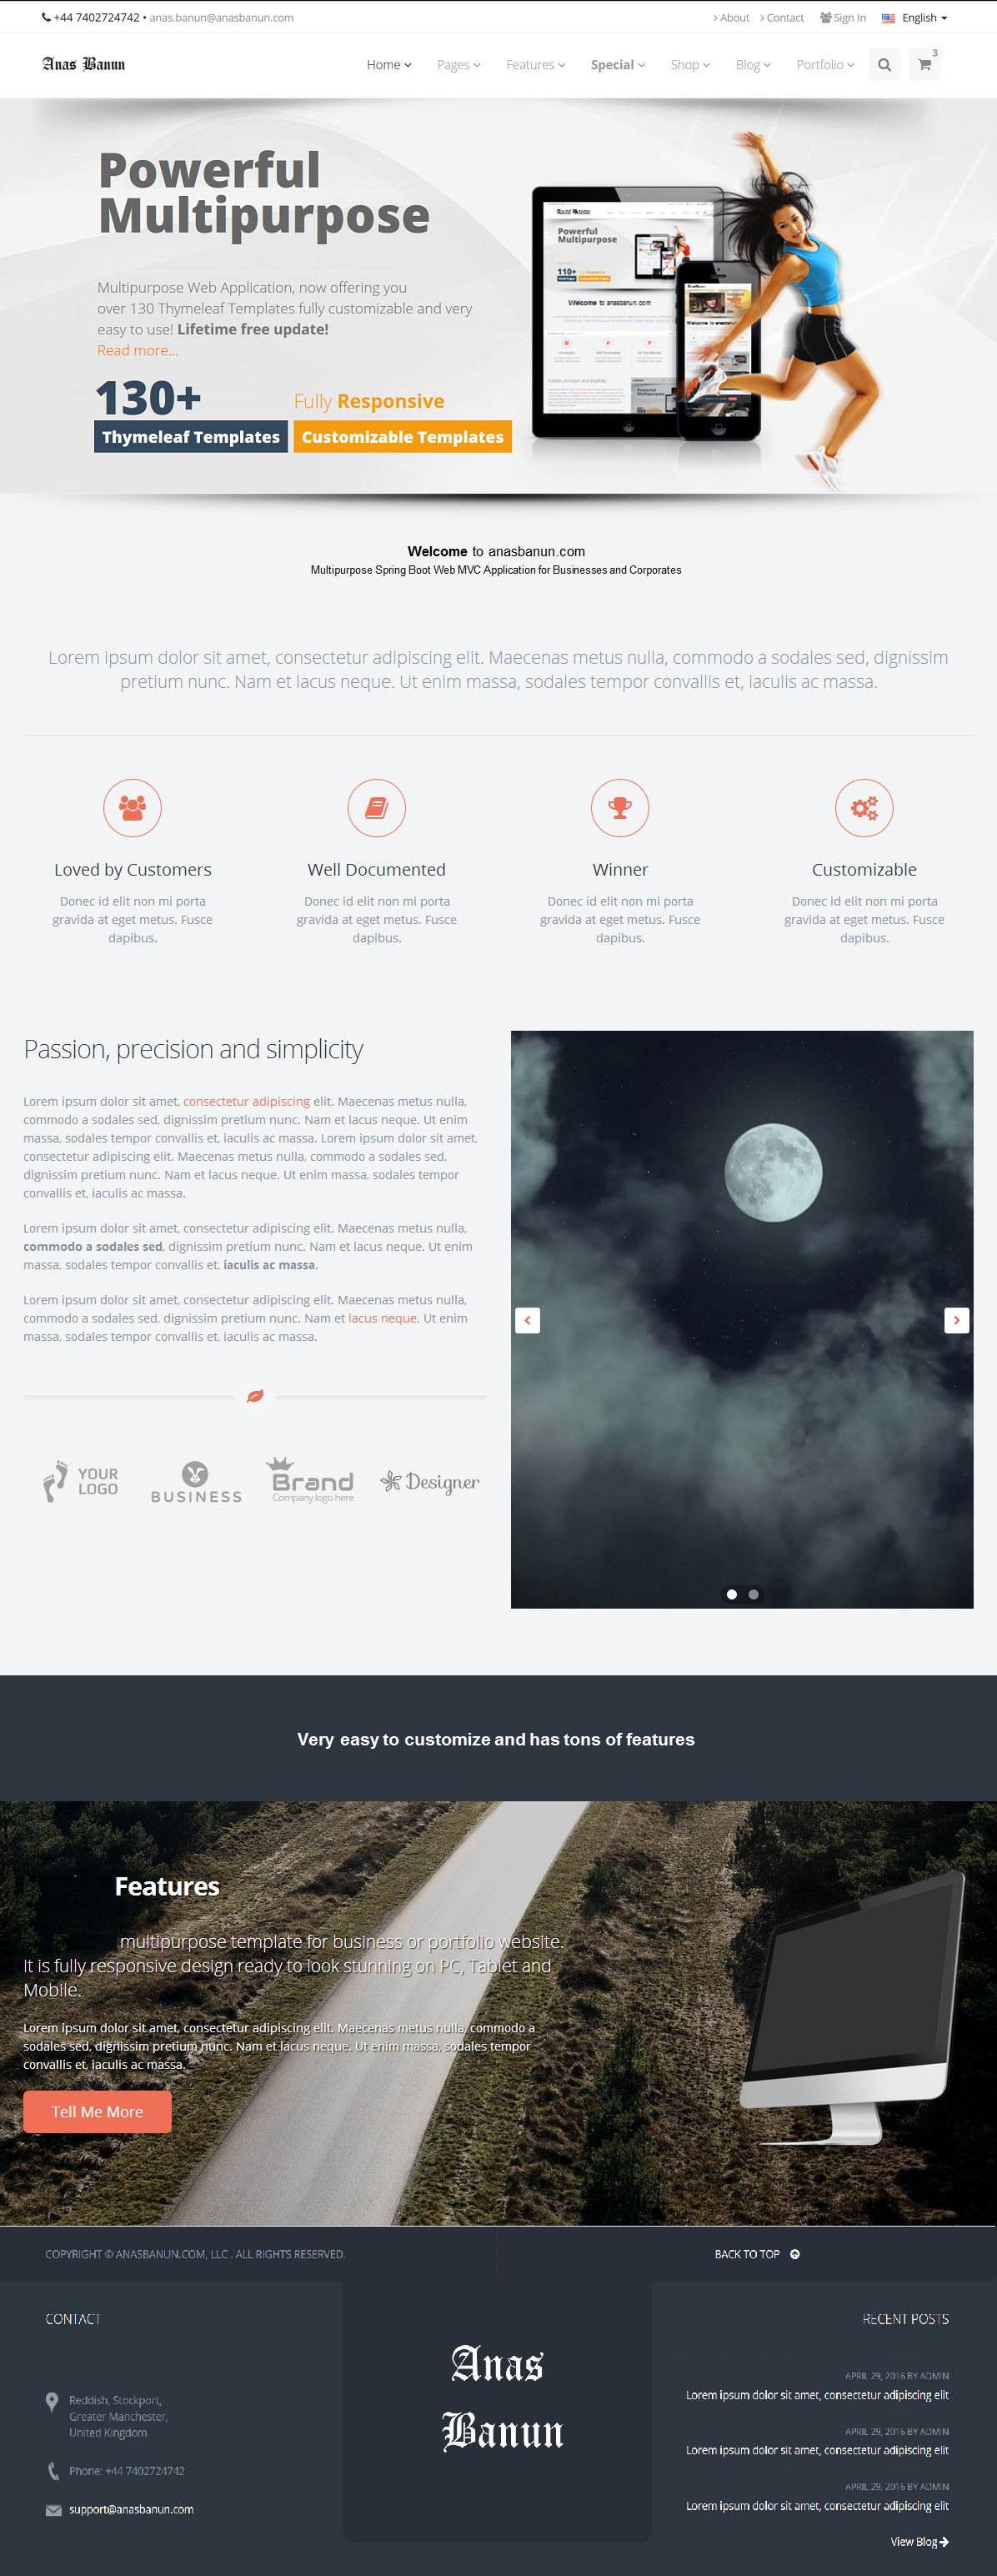 +44 7402724742 • anas.banun@anasbanun.com
About Contact Sign In English
Anas Banun
Home Pages Features Special Shop Blog Portfolio 3
Powerful
Multipurpose
Multipurpose Web Application, now offering you
over 130 Thymeleaf Templates fully customizable and very
easy to use! Lifetime free update!
Read more...
130+
Fully Responsive
Thymeleaf Templates
Customizable Templates
Anas Banun
Powerful
Multipurpose
110+
Welcome to anasbanun.com
Welcome to anasbanun.com
Multipurpose Spring Boot Web MVC Application for Businesses and Corporates
Lorem ipsum dolor sit amet, consectetur adipiscing elit. Maecenas metus nulla, commodo a sodales sed, dignissim
pretium nunc. Nam et lacus neque. Ut enim massa, sodales tempor convallis et, iaculis ac massa.
Loved by Customers
Donec id elit non mi porta
gravida at eget metus. Fusce
dapibus.
Well Documented
Donec id elit non mi porta
gravida at eget metus. Fusce
dapibus.
Winner
Donec id elit non mi porta
gravida at eget metus. Fusce
dapibus.
Customizable
Donec id elit non mi porta
gravida at eget metus. Fusce
dapibus.
Passion, precision and simplicity
Lorem ipsum dolor sit amet, consectetur adipiscing elit. Maecenas metus nulla,
commodo a sodales sed, dignissim pretium nunc. Nam et lacus neque. Ut enim
massa, sodales tempor convallis et, iaculis ac massa. Lorem ipsum dolor sit amet,
consectetur adipiscing elit. Maecenas metus nulla, commodo a sodales sed,
dignissim pretium nunc. Nam et lacus neque. Ut enim massa, sodales tempor
convallis et, iaculis ac massa.
Lorem ipsum dolor sit amet, consectetur adipiscing elit. Maecenas metus nulla,
commodo a sodales sed, dignissim pretium nunc. Nam et lacus neque. Ut enim
massa, sodales tempor convallis et, iaculis ac massa.
Lorem ipsum dolor sit amet, consectetur adipiscing elit. Maecenas metus nulla,
commodo a sodales sed, dignissim pretium nunc. Nam et lacus neque. Ut enim
massa, sodales tempor convallis et, iaculis ac massa.
YOUR
LOGO
BUSINESS
Brand
Company logo here
Designer
Very easy to customize and has tons of features
Features
multipurpose template for business or portfolio website.
It is fully responsive design ready to look stunning on PC, Tablet and
Mobile.
Lorem ipsum dolor sit amet, consectetur adipiscing elit. Maecenas metus nulla, commodo a
sodales sed, dignissim pretium nunc. Nam et lacus neque. Ut enim massa, sodales tempor
convallis et, iaculis ac massa.
Tell Me More
COPYRIGHT © ANASBANUN.COM, LLC . ALL RIGHTS RESERVED.
BACK TO TOP
CONTACT
Reddish, Stockport,
Greater Manchester,
United Kingdom
Phone: +44 7402724742
support@anasbanun.com
Anas
Banun
RECENT POSTS
APRIL 29, 2016 BY ADMIN
Lorem ipsum dolor sit amet, consectetur adipiscing elit
APRIL 29, 2016 BY ADMIN
Lorem ipsum dolor sit amet, consectetur adipiscing elit
APRIL 29, 2016 BY ADMIN
Lorem ipsum dolor sit amet, consectetur adipiscing elit
View Blog